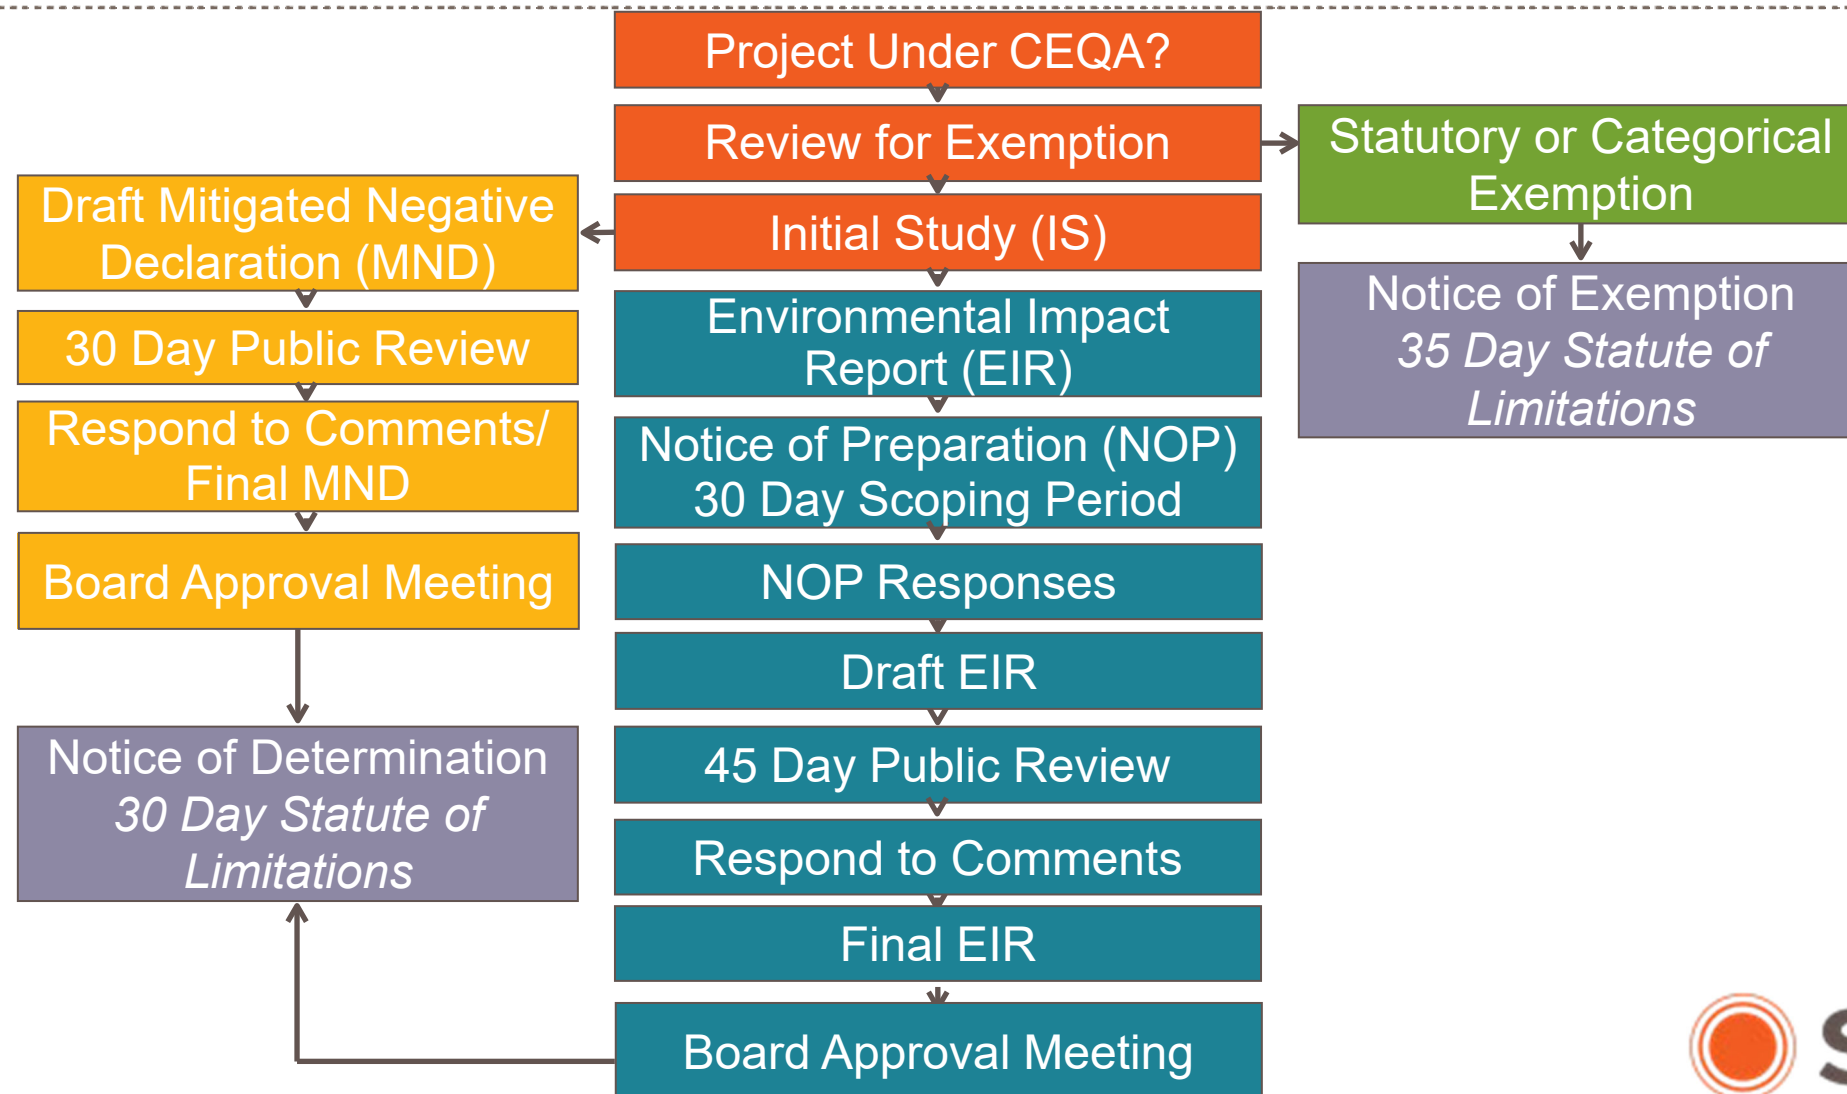 Project Under CEQA?
Review for Exemption
Statutory or Categorical
Exemption
Notice of Exemption
35 Day Statute of
Limitations
Initial Study (IS)
Draft Mitigated Negative
Declaration (MND)
30 Day Public Review
Respond to Comments/
Final MND
Board Approval Meeting
Notice of Determination
30 Day Statute of
Limitations
Environmental Impact
Report (EIR)
Notice of Preparation (NOP)
30 Day Scoping Period
NOP Responses
Draft EIR
45 Day Public Review
Respond to Comments
Final EIR
Board Approval Meeting